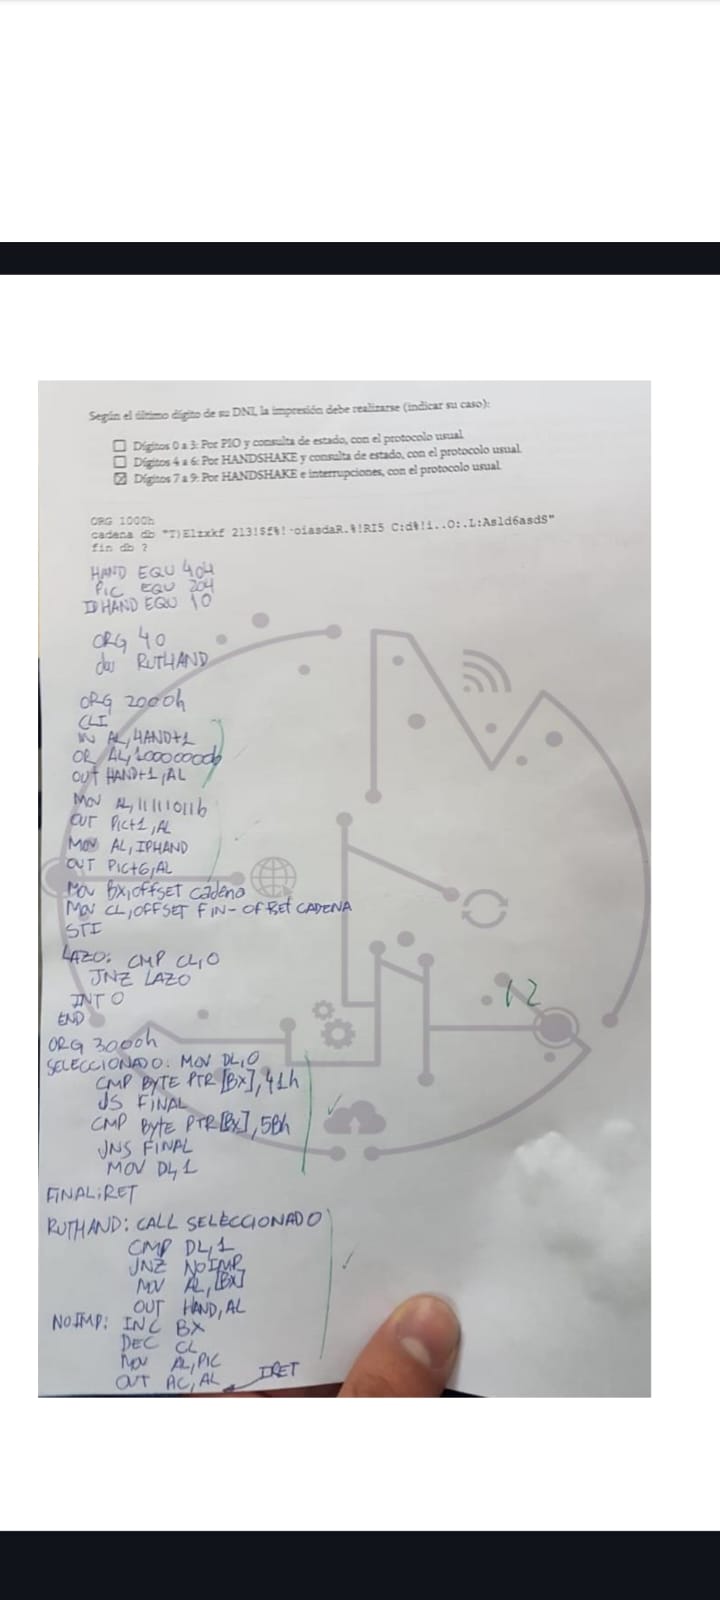 Según el último dígito de su DNI, la impresión debe realizarse (indicar su caso):
Dígitos 0 a 3: Por PIO y consulta de estado, con el protocolo usual
Dígitos 4 a 6: Por HANDSHAKE y consulta de estado, con el protocolo usual.
Dígitos 7 a 9: Por HANDSHAKE e interrupciones, con el protocolo usual.
ORG 1000h
cadena db "T)Elzxkf 213!Sf%!-oiasdaR.%!RI5 C:d%!i..O:.L:Asld6asdS"
fin db ?
HAND EQU 404
PIC EQU 204
IPHAND EQU 10
ORG 40
dw RUTHAND
ORG 2000h
CLI
IN AL, HAND+1
OR AL, 10000000b
OUT HAND+1, AL
MOV AL, 11111011b
OUT PIC+1, AL
MOV AL, IPHAND
OUT PIC+6, AL
MOV BX, OFFSET cadena
MOV CL, OFFSET FIN - OFFSET CADENA
STI
LAZO: CMP CL, 0
JNZ LAZO
INT 0
END
12
ORG 3000h
SELECCIONADO: MOV DL, 0
CMP BYTE PTR [BX], 41h
JS FINAL
CMP BYTE PTR [BX], 5Bh
JNS FINAL
MOV DL, 1
FINAL: RET
RUTHAND: CALL SELECCIONADO
CMP DL, 1
JNZ NOIMP
MOV AL, [BX]
OUT HAND, AL
NOIMP: INC BX
DEC CL
MOV AL, PIC
OUT AC, AL IRET